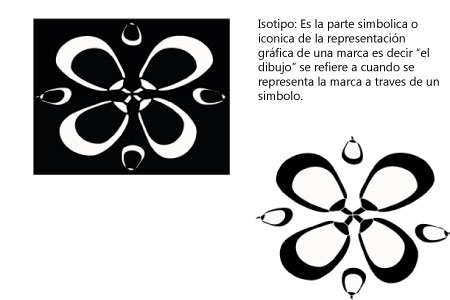 Isotipo: Es la parte simbolica o
iconica de la representación
gráfica de una marca es decir “el
dibujo” se refiere a cuando se
representa la marca a traves de un
simbolo.